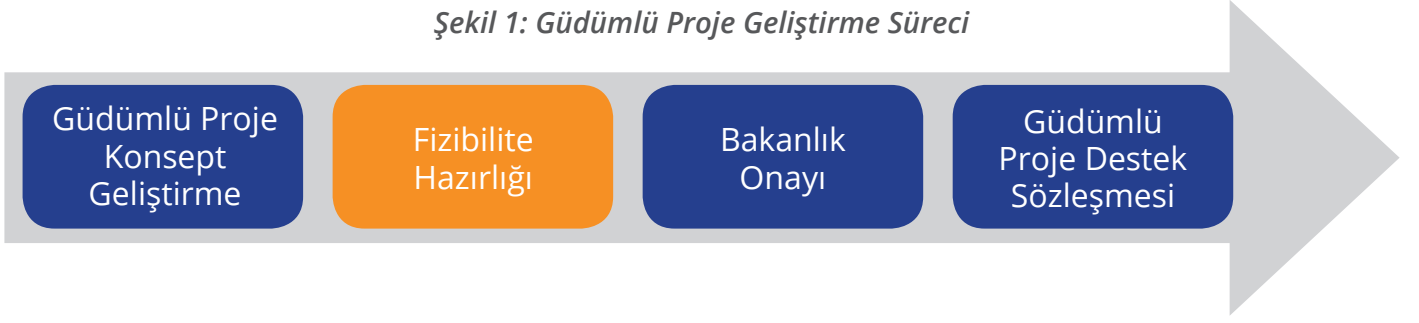 Şekil 1: Güdümlü Proje Geliştirme Süreci
Güdümlü Proje
Konsept
Geliştirme
Fizibilite
Hazırlığı
Bakanlık
Onayı
Güdümlü
Proje Destek
Sözleşmesi